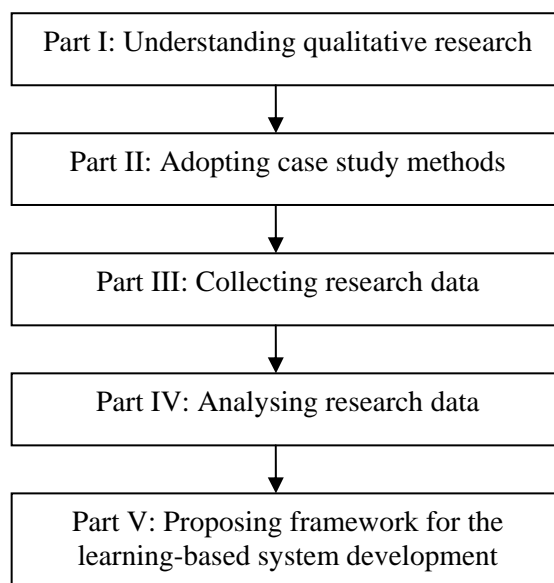 Part I: Understanding qualitative research
Part II: Adopting case study methods
Part III: Collecting research data
Part IV: Analysing research data
Part V: Proposing framework for the
learning-based system development